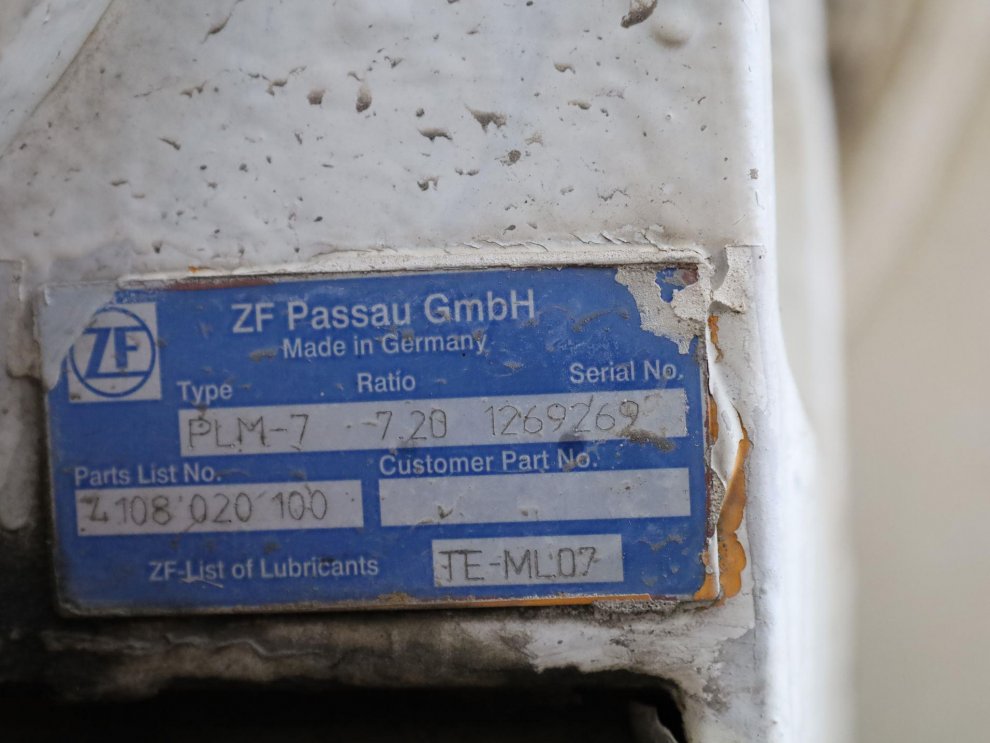 ZF Passau GmbH
Made in Germany
ZF
Type Ratio Serial No.
PLM-7 7.20 1269269
Parts List No. Customer Part No.
4108 020 100
ZF-List of Lubricants TE-ML07